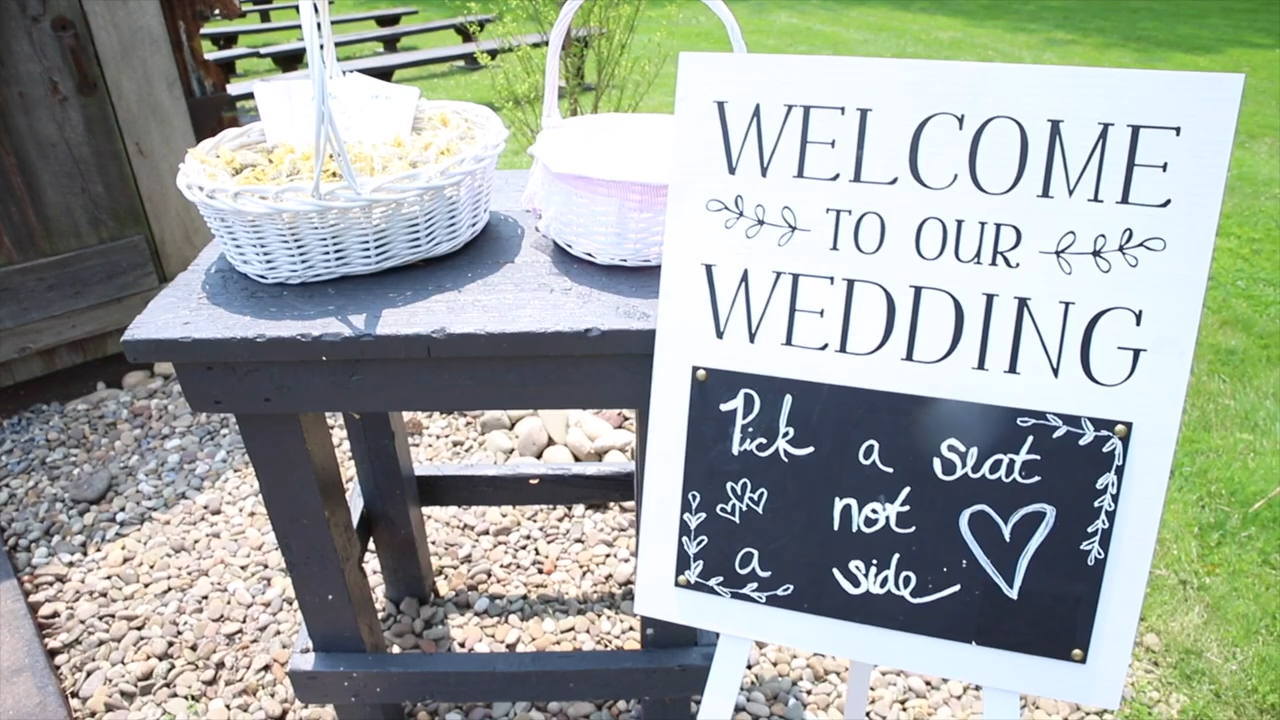 WELCOME
TO OUR
WEDDING
Pick a seat
not
a side